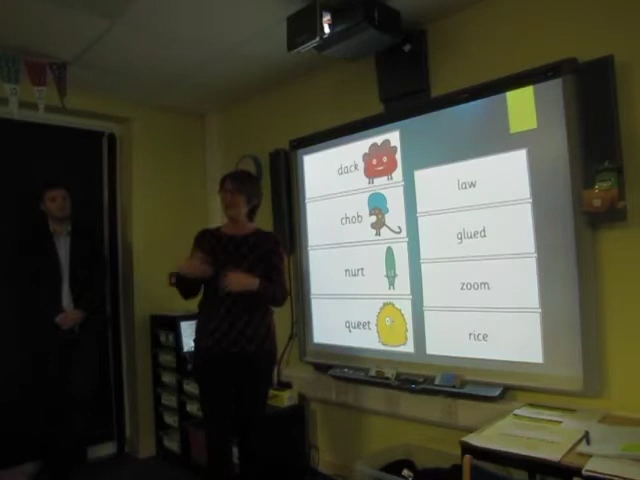 dack
chob
nurt
queet
law
glued
zoom
rice